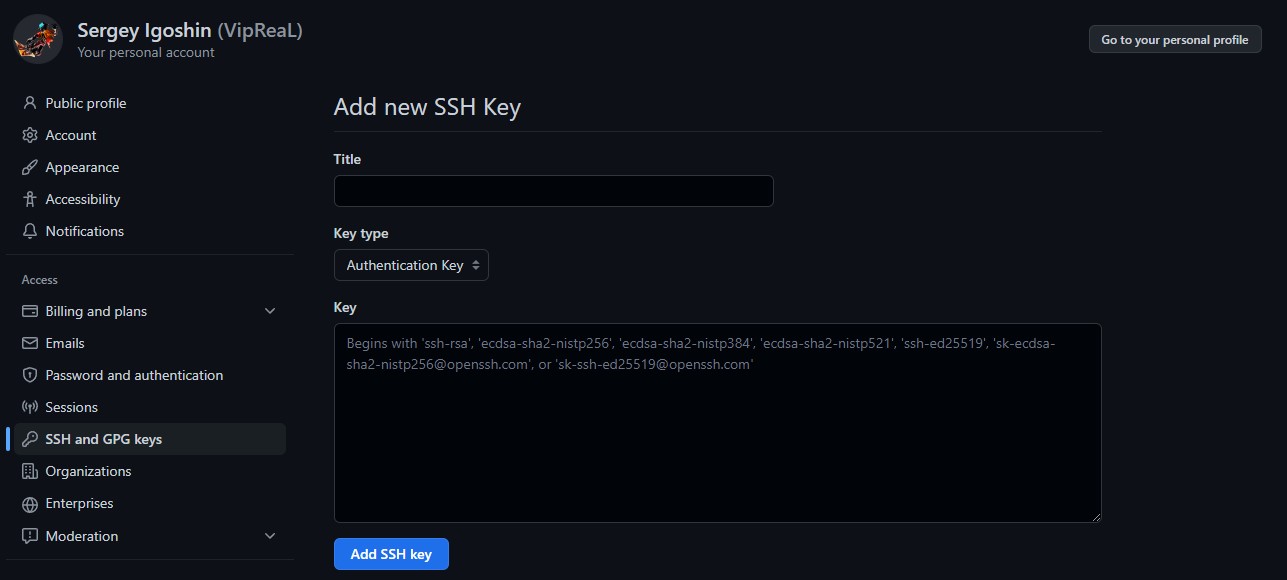 Sergey Igoshin (VipReaL)
Your personal account
Go to your personal profile
Public profile
Account
Appearance
Accessibility
Notifications
Access
Billing and plans
Emails
Password and authentication
Sessions
SSH and GPG keys
Organizations
Enterprises
Moderation
Add new SSH Key
Title
Key type
Authentication Key
Key
Begins with 'ssh-rsa', 'ecdsa-sha2-nistp256', 'ecdsa-sha2-nistp384', 'ecdsa-sha2-nistp521', 'ssh-ed25519', 'sk-ecdsa-
sha2-nistp256@openssh.com', or 'sk-ssh-ed25519@openssh.com'
Add SSH key